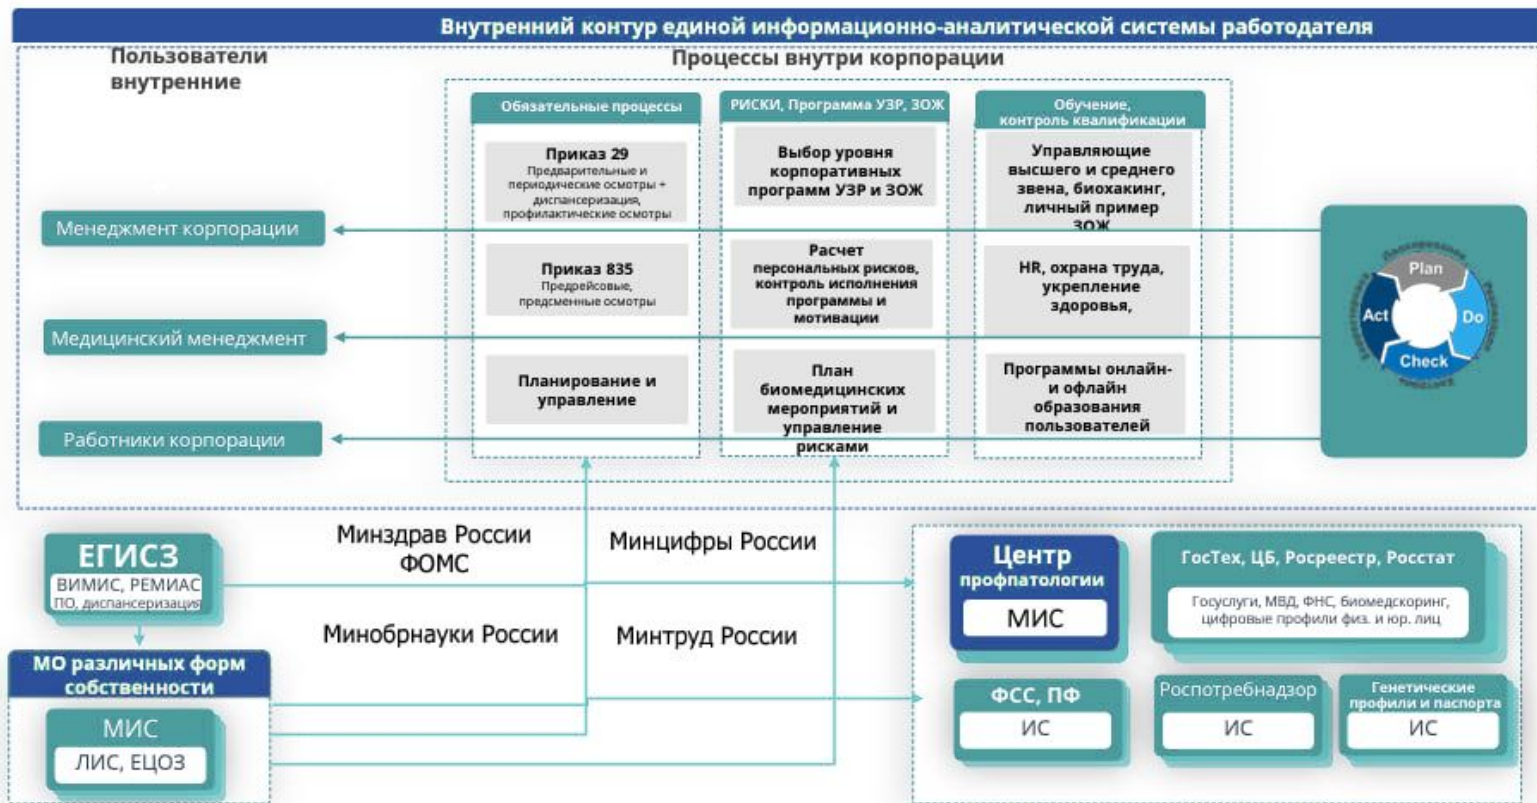 Внутренний контур единой информационно-аналитической системы работодателя
Пользователи
внутренние
Процессы внутри корпорации
Обязательные процессы
Приказ 29
Предварительные и
периодические осмотры +
диспансеризация,
профилактические осмотры
Приказ 835
Предрейсовые,
предсменные осмотры
Планирование и
управление
РИСКИ, Программа УЗР, ЗОЖ
Выбор уровня
корпоративных
программ УЗР и ЗОЖ
Расчет
персональных рисков,
контроль исполнения
программы и
мотивации
План
биомедицинских
мероприятий и
управление
рисками
Обучение,
контроль квалификации
Управляющие
высшего и среднего
звена, биохакинг,
личный пример
ЗОЖ
HR, охрана труда,
укрепление
здоровья,
Программы онлайн-
и офлайн
образования
пользователей
Менеджмент корпорации
Медицинский менеджмент
Работники корпорации
Plan
Do
Check
Act
ЕГИСЗ
ВИМИС, РЕМИАС
ПО, диспансеризация
МО различных форм
собственности
МИС
ЛИС, ЕЦОЗ
Минздрав России
ФОМС
Минцифры России
Минобрнауки России
Минтруд России
Центр
профпатологии
МИС
ГосТех, ЦБ, Росреестр, Росстат
Госуслуги, МВД, ФНС, биомедскоринг,
цифровые профили физ. и юр. лиц
ФСС, ПФ
ИС
Роспотребнадзор
ИС
Генетические
профили и паспорта
ИС